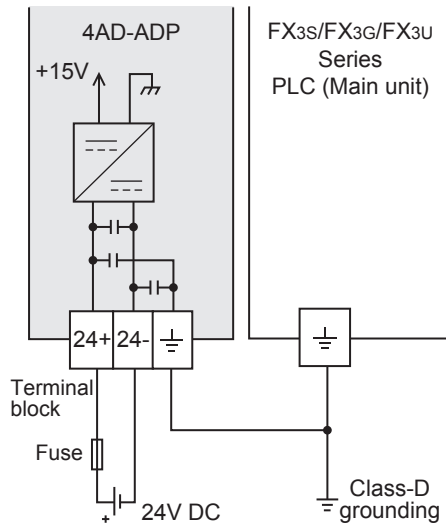 4AD-ADP
+15V
FX3S/FX3G/FX3U
Series
PLC (Main unit)
24+
24-
Terminal
block
Fuse
+
24V DC
Class-D
grounding